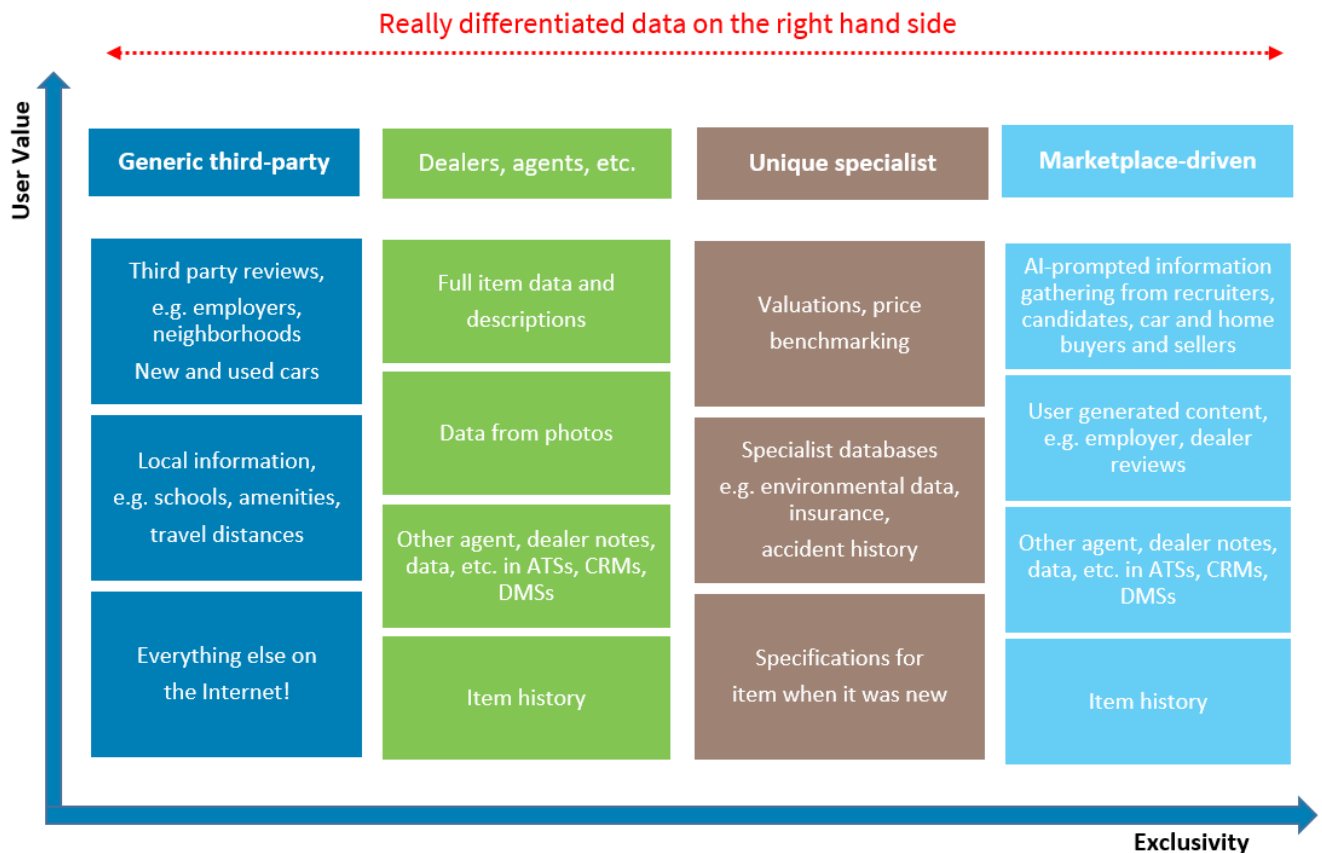 Really differentiated data on the right hand side
User Value
Generic third-party
Dealers, agents, etc.
Unique specialist
Marketplace-driven
Third party reviews,
e.g. employers,
neighborhoods
New and used cars
Local information,
e.g. schools, amenities,
travel distances
Everything else on
the Internet!
Full item data and
descriptions
Data from photos
Other agent, dealer notes,
data, etc. in ATSs, CRMs,
DMSs
Item history
Valuations, price
benchmarking
Specialist databases
e.g. environmental data,
insurance,
accident history
Specifications for
item when it was new
AI-prompted information
gathering from recruiters,
candidates, car and home
buyers and sellers
User generated content,
e.g. employer, dealer
reviews
Other agent, dealer notes,
data, etc. in ATSs, CRMs,
DMSs
Item history
Exclusivity